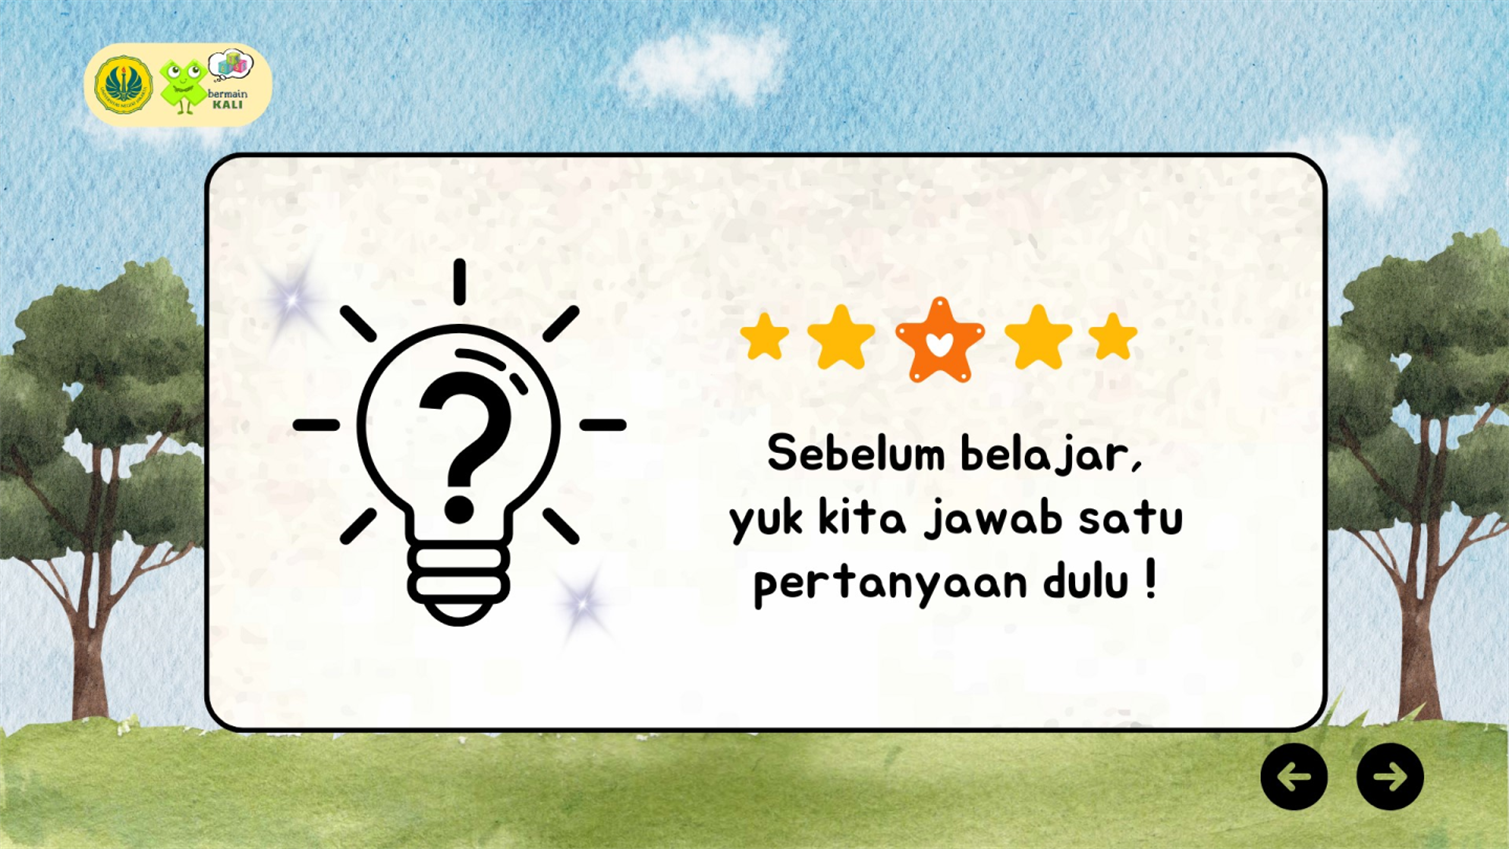 bermain
KALI
?
Sebelum belajar,
yuk kita jawab satu
pertanyaan dulu !